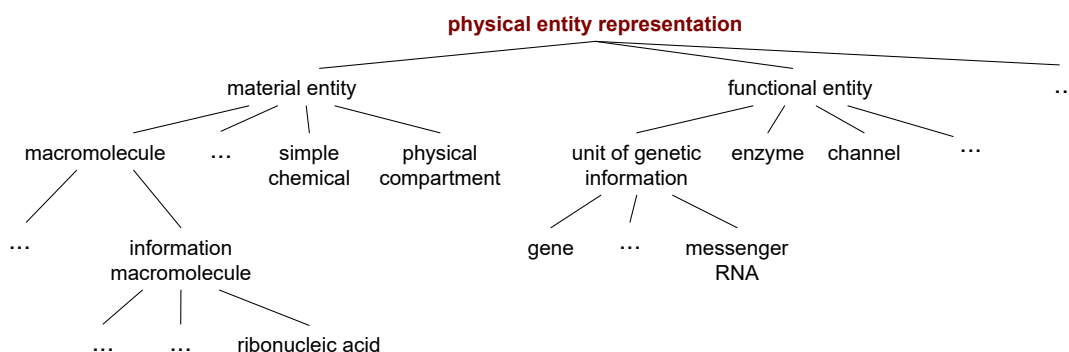 physical entity representation
material entity
functional entity
..
macromolecule
...
simple
chemical
physical
compartment
unit of genetic
information
enzyme
channel
...
...
information
macromolecule
gene
...
messenger
RNA
...
...
ribonucleic acid